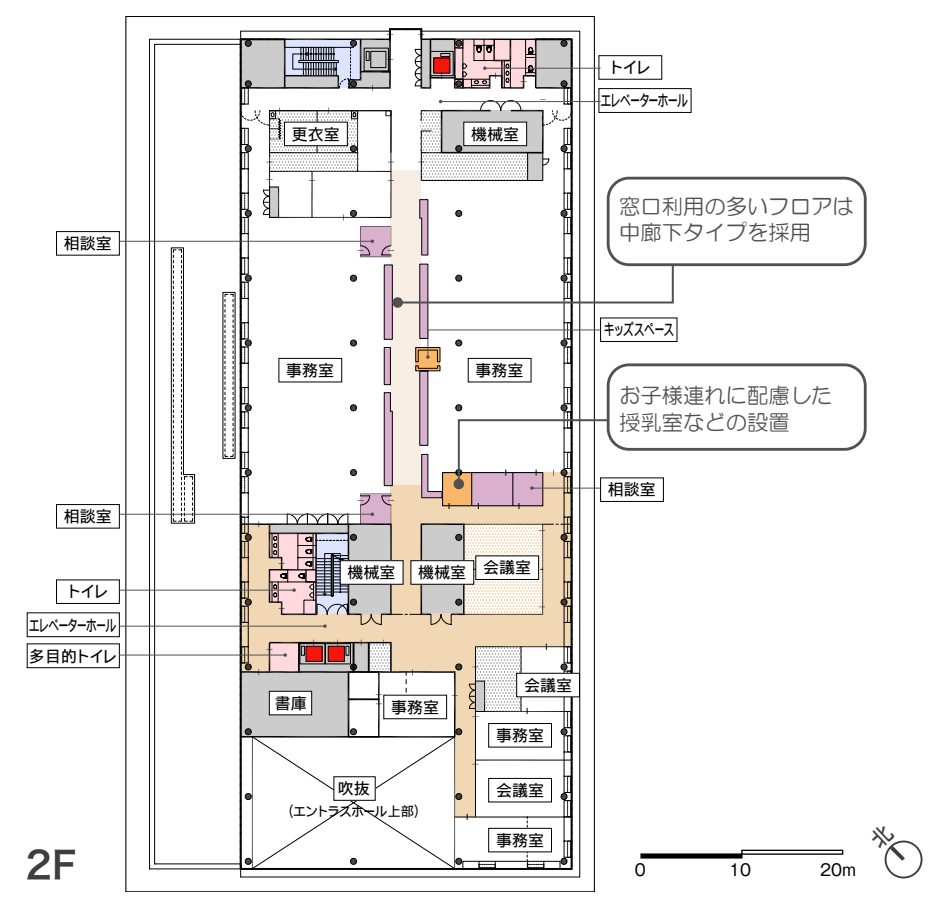 トイレ
エレベーターホール
更衣室
機械室
窓口利用の多いフロアは
中廊下タイプを採用
相談室
キッズスペース
事務室
事務室
お子様連れに配慮した
授乳室などの設置
相談室
相談室
機械室
機械室
会議室
トイレ
エレベーターホール
多目的トイレ
会議室
書庫
事務室
事務室
吹抜
(エントラスホール上部)
会議室
事務室
2F
0 10 20m
北